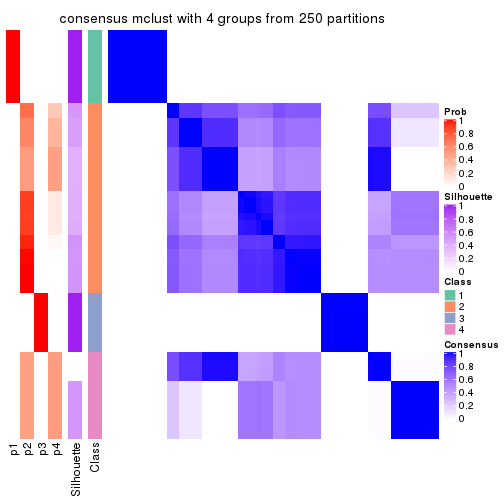 consensus mclust with 4 groups from 250 partitions
Prob
1
0.8
0.6
0.4
0.2
0
Silhouette
1
0.8
0.6
0.4
0.2
0
Class
1
2
3
4
Consensus
1
0.8
0.6
0.4
0.2
0
p1
p2
p3
p4
Silhouette
Class